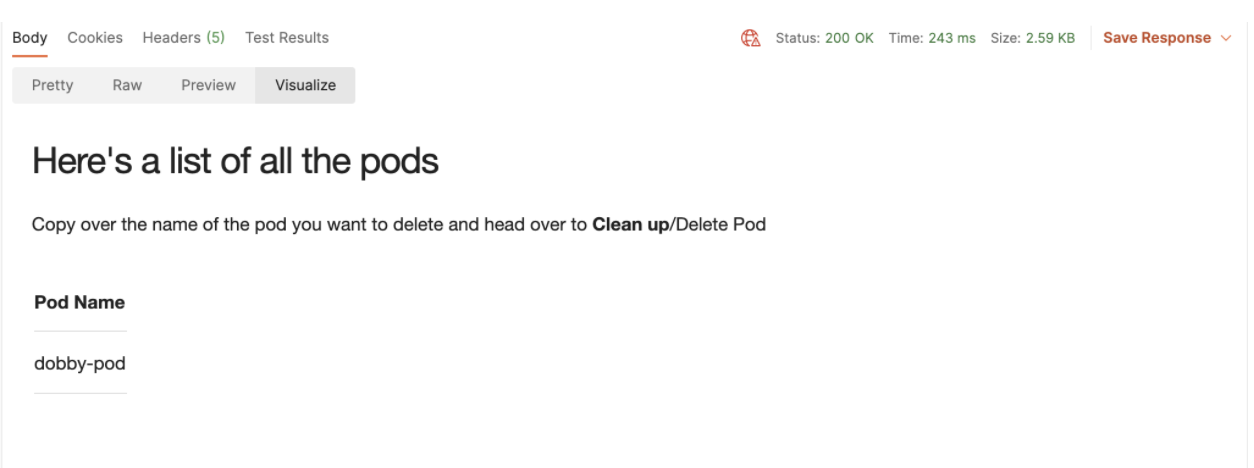 Body Cookies Headers (5) Test Results Status: 200 OK Time: 243 ms Size: 2.59 KB Save Response
Pretty Raw Preview Visualize
Here's a list of all the pods
Copy over the name of the pod you want to delete and head over to Clean up/Delete Pod
Pod Name
dobby-pod